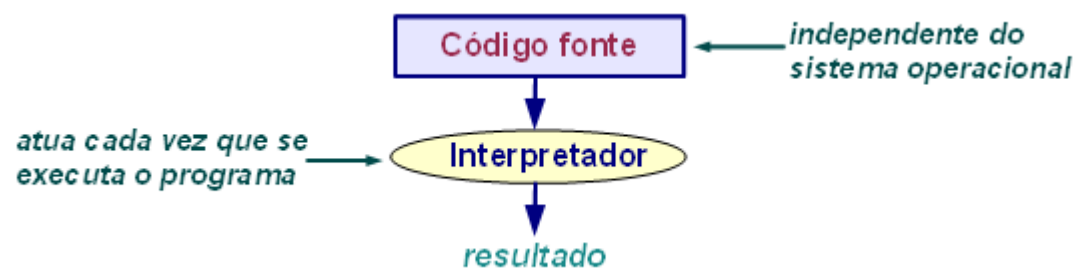 Código fonte
independente do
sistema operacional
atua cada vez que se
executa o programa
Interpretador
resultado